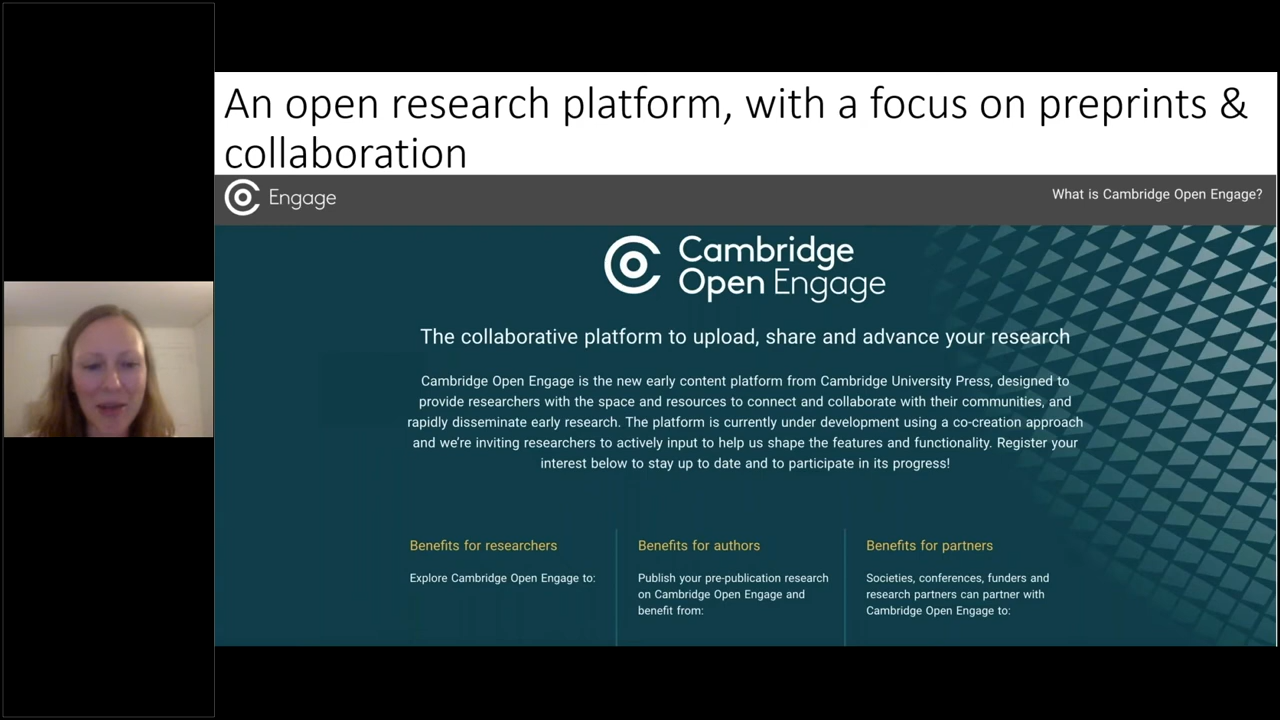 An open research platform, with a focus on preprints &
collaboration
Engage
What is Cambridge Open Engage?
Cambridge
Open Engage
The collaborative platform to upload, share and advance your research
Cambridge Open Engage is the new early content platform from Cambridge University Press, designed to
provide researchers with the space and resources to connect and collaborate with their communities, and
rapidly disseminate early research. The platform is currently under development using a co-creation approach
and we're inviting researchers to actively input to help us shape the features and functionality. Register your
interest below to stay up to date and to participate in its progress!
Benefits for researchers
Explore Cambridge Open Engage to:
Benefits for authors
Publish your pre-publication research
on Cambridge Open Engage and
benefit from:
Benefits for partners
Societies, conferences, funders and
research partners can partner with
Cambridge Open Engage to: